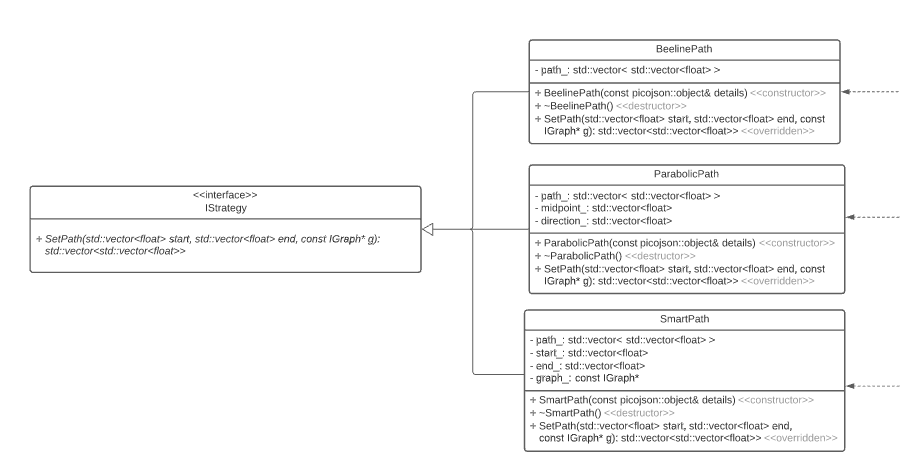 BeelinePath
- path_: std::vector< std::vector<float> >
+ BeelinePath(const picojson::object& details) <<constructor>>
+ ~BeelinePath() <<destructor>>
+ SetPath(std::vector<float> start, std::vector<float> end, const
IGraph* g): std::vector<std::vector<float>> <<overridden>>
<<interface>>
IStrategy
+ SetPath(std::vector<float> start, std::vector<float> end, const IGraph* g):
std::vector<std::vector<float>>
ParabolicPath
- path_: std::vector< std::vector<float> >
- midpoint_: std::vector<float>
- direction_: std::vector<float>
+ ParabolicPath(const picojson::object& details) <<constructor>>
+ ~ParabolicPath() <<destructor>>
+ SetPath(std::vector<float> start, std::vector<float> end, const
IGraph* g): std::vector<std::vector<float>> <<overridden>>
SmartPath
- path_: std::vector< std::vector<float> >
- start_: std::vector<float>
- end_: std::vector<float>
- graph_: const IGraph*
+ SmartPath(const picojson::object& details) <<constructor>>
+ ~SmartPath() <<destructor>>
+ SetPath(std::vector<float> start, std::vector<float> end,
const IGraph* g): std::vector<std::vector<float>> <<overridden>>